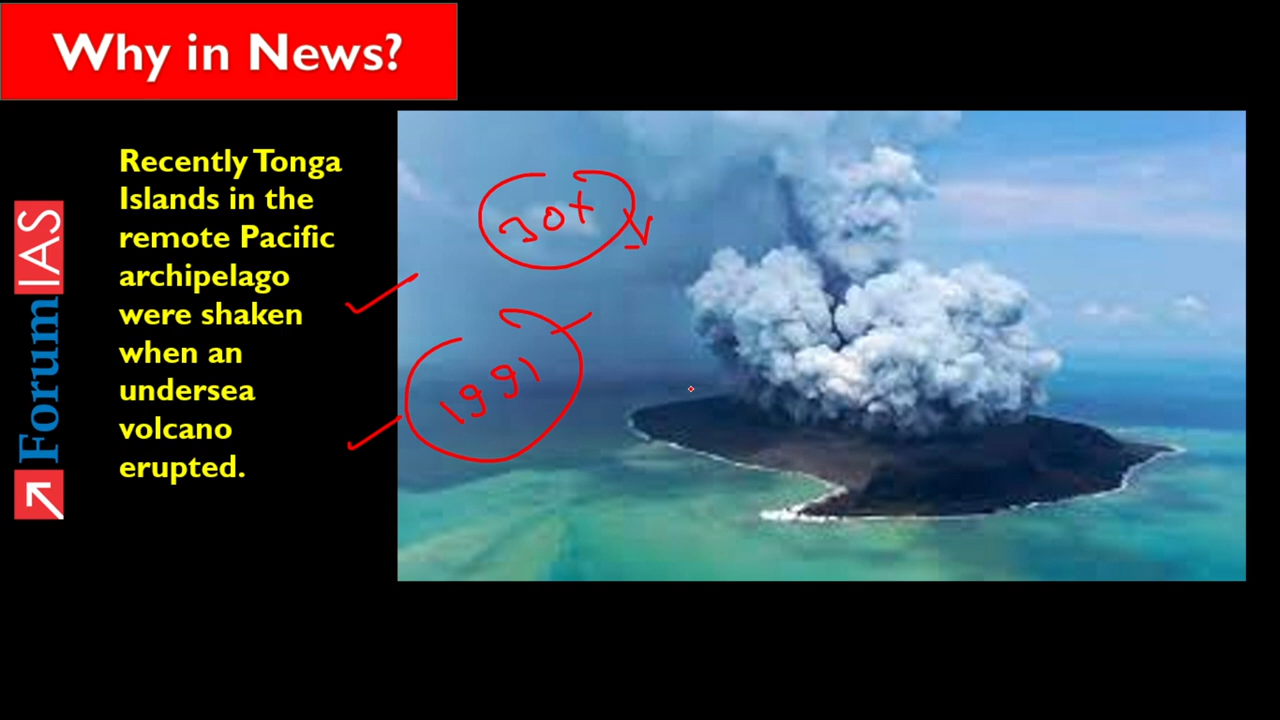 Why in News?
Recently Tonga
Islands in the
remote Pacific
archipelago
were shaken
when an
undersea
volcano
erupted.
ForumIAS
30+
1991